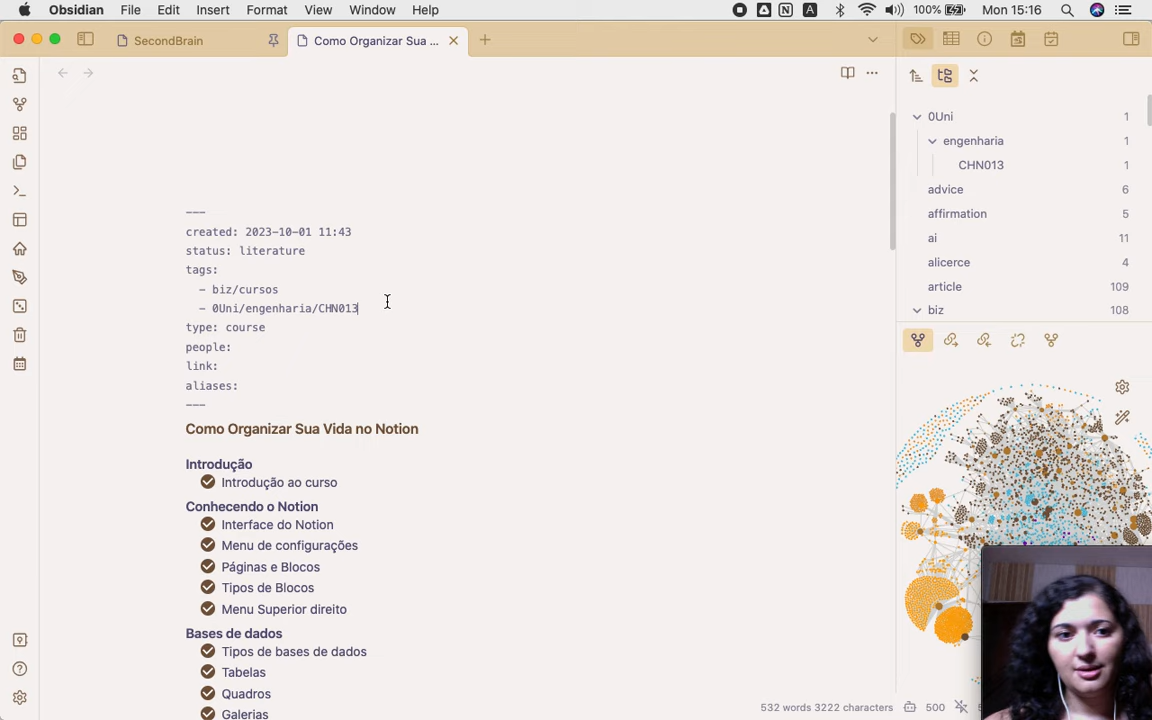 Obsidian File Edit Insert Format View Window Help 100% Mon 15:16
SecondBrain
Como Organizar Sua ...
---
created: 2023-10-01 11:43
status: literature
tags:
- biz/cursos
- 0Uni/engenharia/CHN013
type: course
people:
link:
aliases:
---
Como Organizar Sua Vida no Notion
Introdução
Introdução ao curso
Conhecendo o Notion
Interface do Notion
Menu de configurações
Páginas e Blocos
Tipos de Blocos
Menu Superior direito
Bases de dados
Tipos de bases de dados
Tabelas
Quadros
Galerias
0Uni 1
engenharia 1
CHN013 1
advice 6
affirmation 5
ai 11
alicerce 4
article 109
biz 108
532 words 3222 characters 500